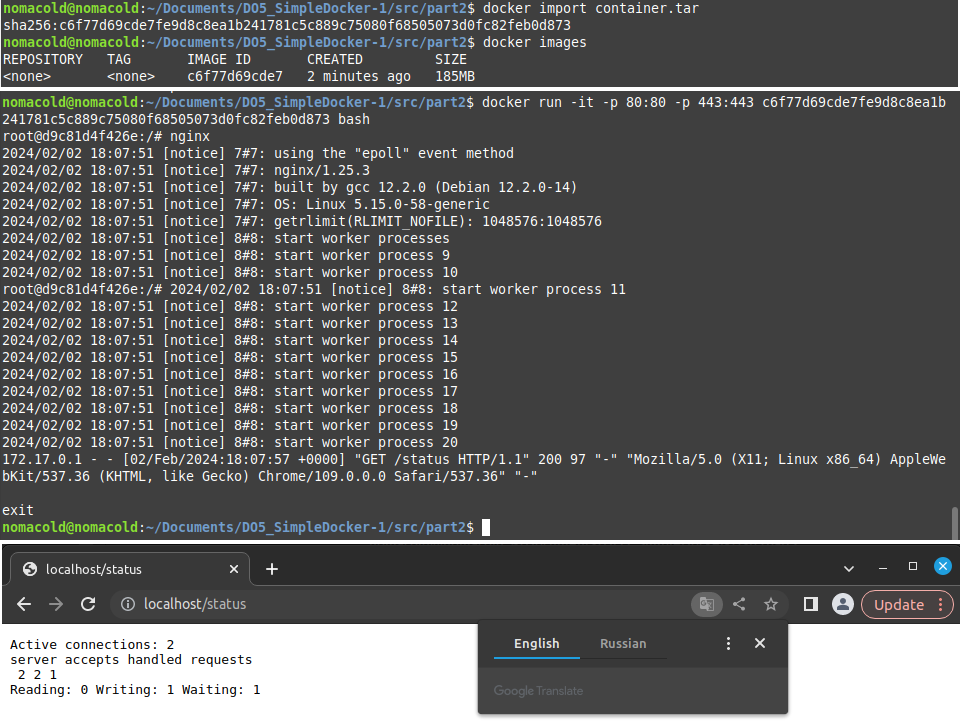 nomacold@nomacold:~/Documents/DO5_SimpleDocker-1/src/part2$ docker import container.tar
sha256:c6f77d69cde7fe9d8c8ea1b241781c5c889c75080f68505073d0fc82feb0d873
nomacold@nomacold:~/Documents/DO5_SimpleDocker-1/src/part2$ docker images
REPOSITORY   TAG       IMAGE ID       CREATED         SIZE
<none>       <none>    c6f77d69cde7   2 minutes ago   185MB
nomacold@nomacold:~/Documents/DO5_SimpleDocker-1/src/part2$ docker run -it -p 80:80 -p 443:443 c6f77d69cde7fe9d8c8ea1b
241781c5c889c75080f68505073d0fc82feb0d873 bash
root@d9c81d4f426e:/# nginx
2024/02/02 18:07:51 [notice] 7#7: using the "epoll" event method
2024/02/02 18:07:51 [notice] 7#7: nginx/1.25.3
2024/02/02 18:07:51 [notice] 7#7: built by gcc 12.2.0 (Debian 12.2.0-14)
2024/02/02 18:07:51 [notice] 7#7: OS: Linux 5.15.0-58-generic
2024/02/02 18:07:51 [notice] 7#7: getrlimit(RLIMIT_NOFILE): 1048576:1048576
2024/02/02 18:07:51 [notice] 8#8: start worker processes
2024/02/02 18:07:51 [notice] 8#8: start worker process 9
2024/02/02 18:07:51 [notice] 8#8: start worker process 10
root@d9c81d4f426e:/# 2024/02/02 18:07:51 [notice] 8#8: start worker process 11
2024/02/02 18:07:51 [notice] 8#8: start worker process 12
2024/02/02 18:07:51 [notice] 8#8: start worker process 13
2024/02/02 18:07:51 [notice] 8#8: start worker process 14
2024/02/02 18:07:51 [notice] 8#8: start worker process 15
2024/02/02 18:07:51 [notice] 8#8: start worker process 16
2024/02/02 18:07:51 [notice] 8#8: start worker process 17
2024/02/02 18:07:51 [notice] 8#8: start worker process 18
2024/02/02 18:07:51 [notice] 8#8: start worker process 19
2024/02/02 18:07:51 [notice] 8#8: start worker process 20
172.17.0.1 - - [02/Feb/2024:18:07:57 +0000] "GET /status HTTP/1.1" 200 97 "-" "Mozilla/5.0 (X11; Linux x86_64) AppleWe
bKit/537.36 (KHTML, like Gecko) Chrome/109.0.0.0 Safari/537.36" "-"
exit
nomacold@nomacold:~/Documents/DO5_SimpleDocker-1/src/part2$
localhost/status
localhost/status
Update
English Russian
Google Translate
Active connections: 2
server accepts handled requests
 2 2 1
Reading: 0 Writing: 1 Waiting: 1